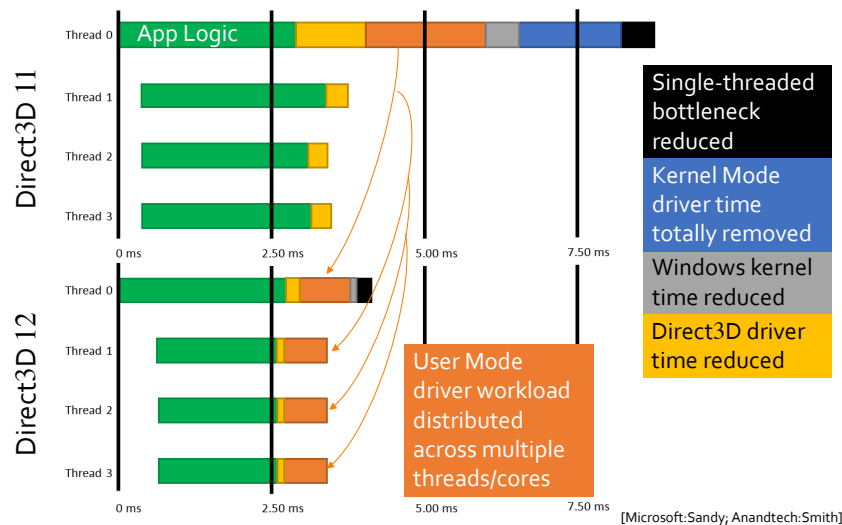 Direct3D 11
Thread 0
App Logic
Thread 1
Thread 2
Thread 3
0 ms
2.50 ms
5.00 ms
7.50 ms
Direct3D 12
Thread 0
Thread 1
Thread 2
Thread 3
0 ms
2.50 ms
5.00 ms
7.50 ms
User Mode
driver workload
distributed
across multiple
threads/cores
Single-threaded
bottleneck
reduced
Kernel Mode
driver time
totally removed
Windows kernel
time reduced
Direct3D driver
time reduced
[Microsoft:Sandy; Anandtech:Smith]